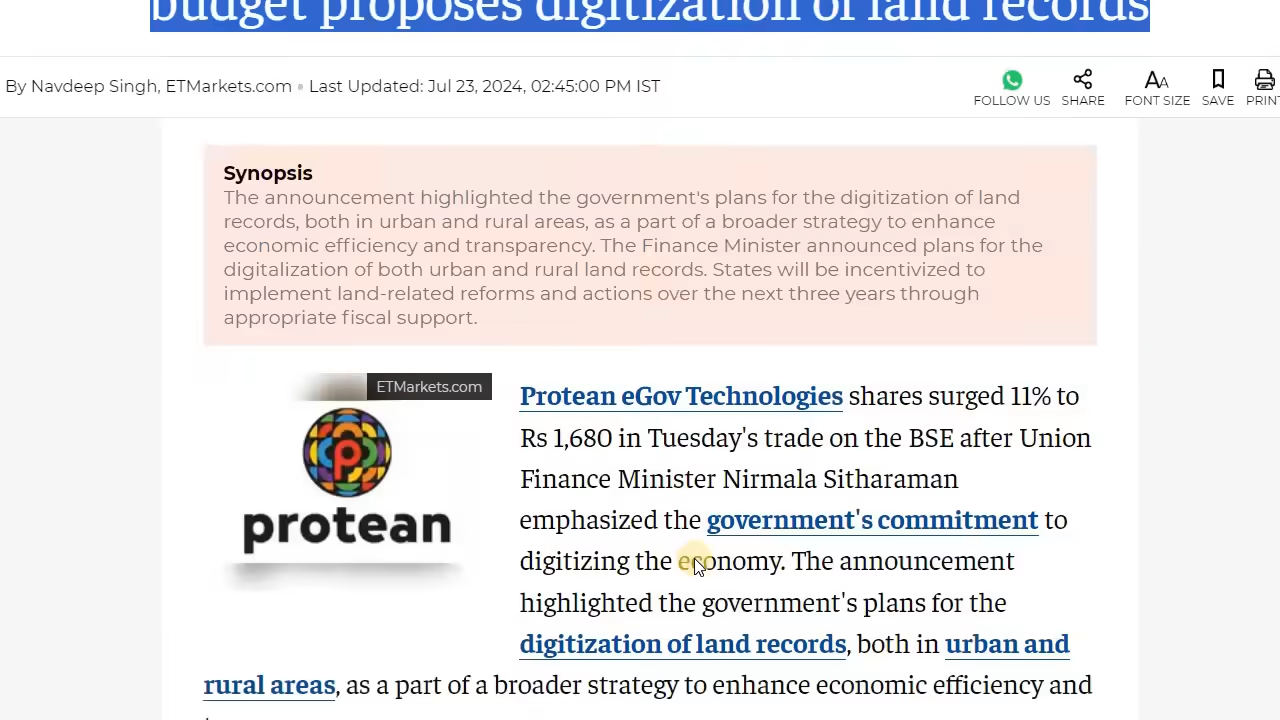 budget proposes digitization of land records
By Navdeep Singh, ETMarkets.com • Last Updated: Jul 23, 2024, 02:45:00 PM IST
FOLLOW US
SHARE
AA
FONT SIZE
SAVE
PRINT
Synopsis
The announcement highlighted the government's plans for the digitization of land
records, both in urban and rural areas, as a part of a broader strategy to enhance
economic efficiency and transparency. The Finance Minister announced plans for the
digitalization of both urban and rural land records. States will be incentivized to
implement land-related reforms and actions over the next three years through
appropriate fiscal support.
ETMarkets.com
p
protean
Protean eGov Technologies shares surged 11% to
Rs 1,680 in Tuesday's trade on the BSE after Union
Finance Minister Nirmala Sitharaman
emphasized the government's commitment to
digitizing the economy. The announcement
highlighted the government's plans for the
digitization of land records, both in urban and
rural areas, as a part of a broader strategy to enhance economic efficiency and